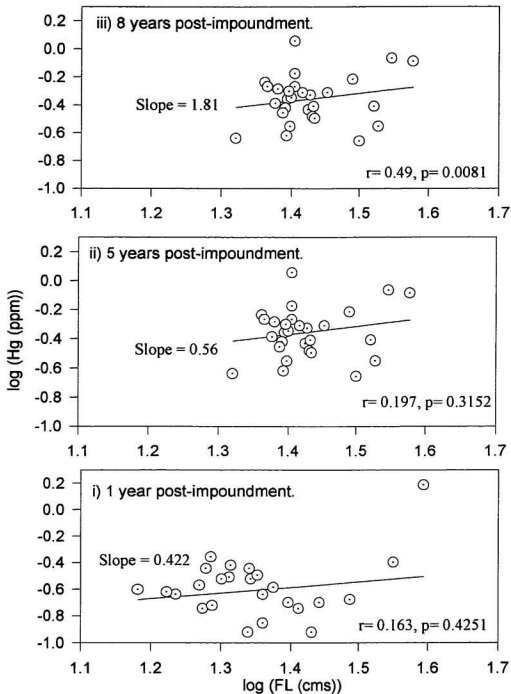 iii) 8 years post-impoundment.
0.2
0.0
-0.2
-0.4
-0.6
-0.8
-1.0
Slope = 1.81
r= 0.49, p= 0.0081
1.1 1.2 1.3 1.4 1.5 1.6 1.7
log (Hg (ppm))
ii) 5 years post-impoundment.
0.2
0.0
-0.2
-0.4
-0.6
-0.8
-1.0
Slope = 0.56
r= 0.197, p= 0.3152
1.1 1.2 1.3 1.4 1.5 1.6 1.7
i) 1 year post-impoundment.
0.2
0.0
-0.2
-0.4
-0.6
-0.8
-1.0
Slope = 0.422
r= 0.163, p= 0.4251
1.1 1.2 1.3 1.4 1.5 1.6 1.7
log (FL (cms))